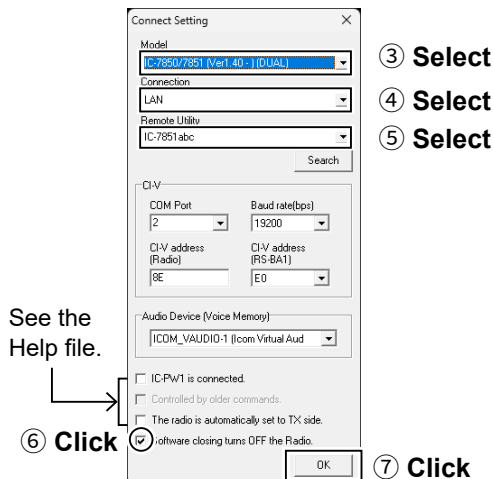 Connect Setting
Model
IC-7850/7851 (Ver1.40 - ) (DUAL)
③ Select
Connection
LAN
④ Select
Remote Utility
IC-7851abc
⑤ Select
Search
CI-V
COM Port Baud rate(bps)
2 19200
CI-V address CI-V address
(Radio) (RS-BA1)
8E E0
Audio Device (Voice Memory)
ICOM_VAUDIO-1 (Icom Virtual Aud
See the
Help file.
IC-PW1 is connected.
Controlled by older commands.
The radio is automatically set to TX side.
⑥ Click
Software closing turns OFF the Radio.
OK
⑦ Click